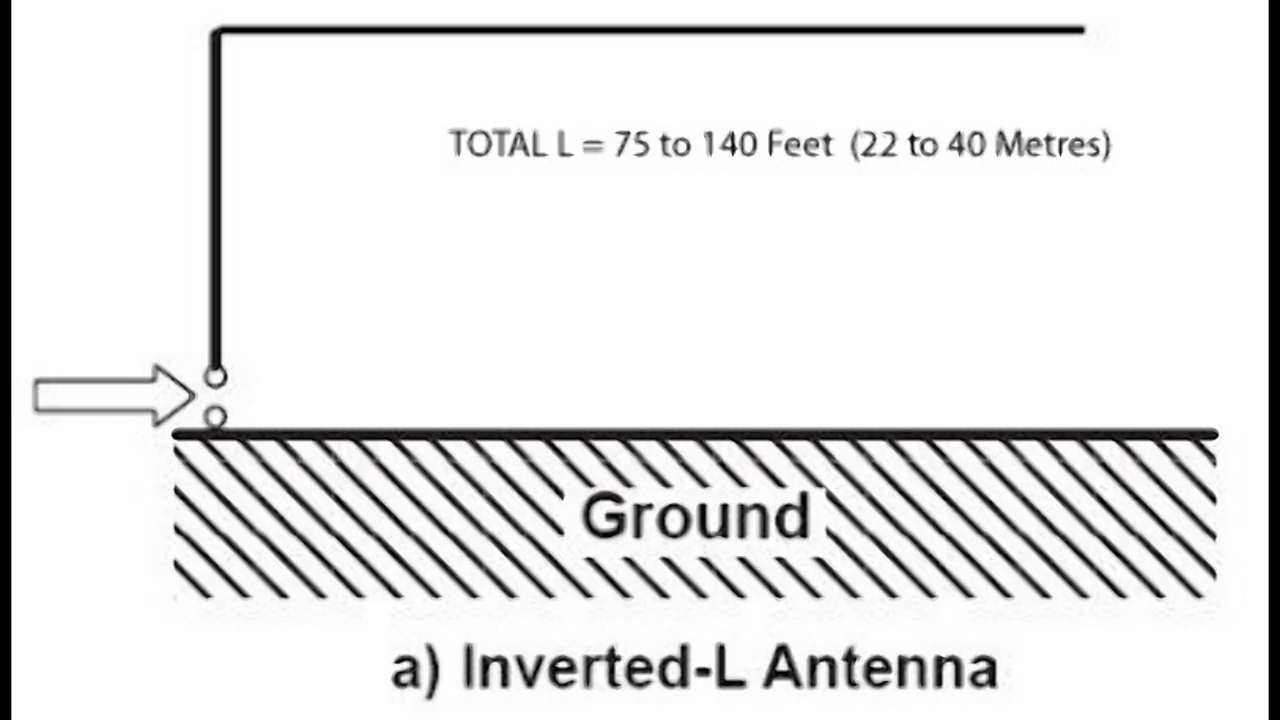 TOTAL L = 75 to 140 Feet (22 to 40 Metres)
Ground
a) Inverted-L Antenna